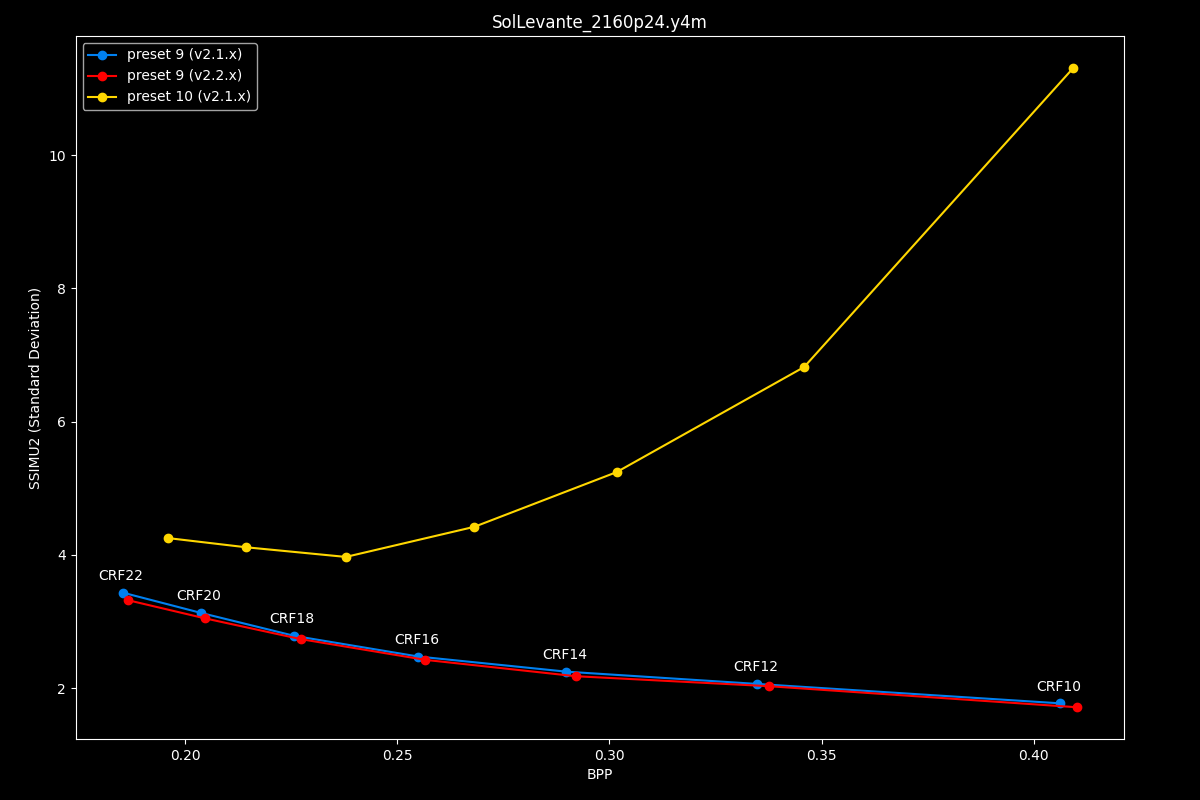 SolLevante_2160p24.y4m
preset 9 (v2.1.x)
preset 9 (v2.2.x)
preset 10 (v2.1.x)
10
8
6
4
2
SSIMU2 (Standard Deviation)
CRF22
CRF20
CRF18
CRF16
CRF14
CRF12
CRF10
0.20
0.25
0.30
0.35
0.40
BPP